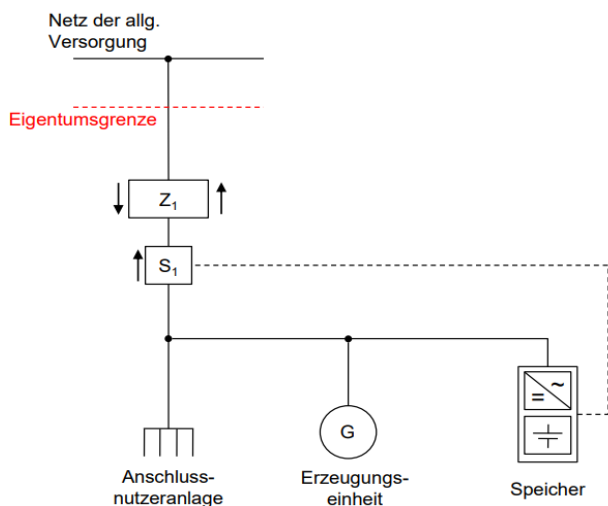 Netz der allg.
Versorgung
Eigentumsgrenze
Z₁
S₁
G
= ~
Anschluss-
nutzeranlage
Erzeugungs-
einheit
Speicher